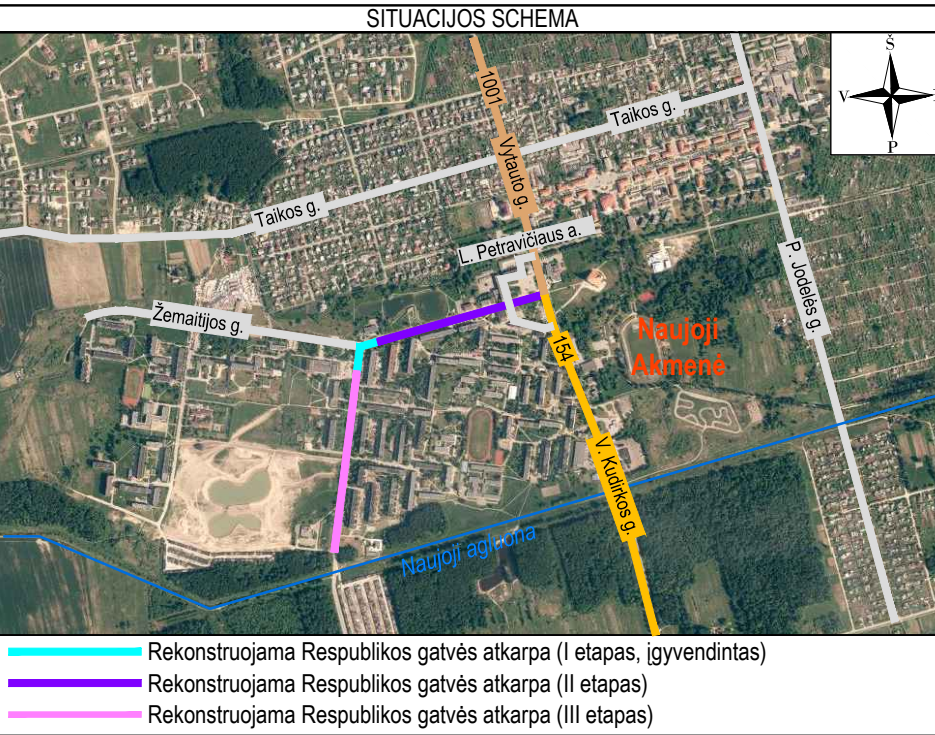 SITUACIJOS SCHEMA
Š
V
P
1001
Vytauto g.
Taikos g.
Taikos g.
L. Petravičiaus a.
P. Jodelės g.
Žemaitijos g.
154
Naujoji
Akmenė
V. Kudirkos g.
Naujoji agluona
Rekonstruojama Respublikos gatvės atkarpa (I etapas, įgyvendintas)
Rekonstruojama Respublikos gatvės atkarpa (II etapas)
Rekonstruojama Respublikos gatvės atkarpa (III etapas)